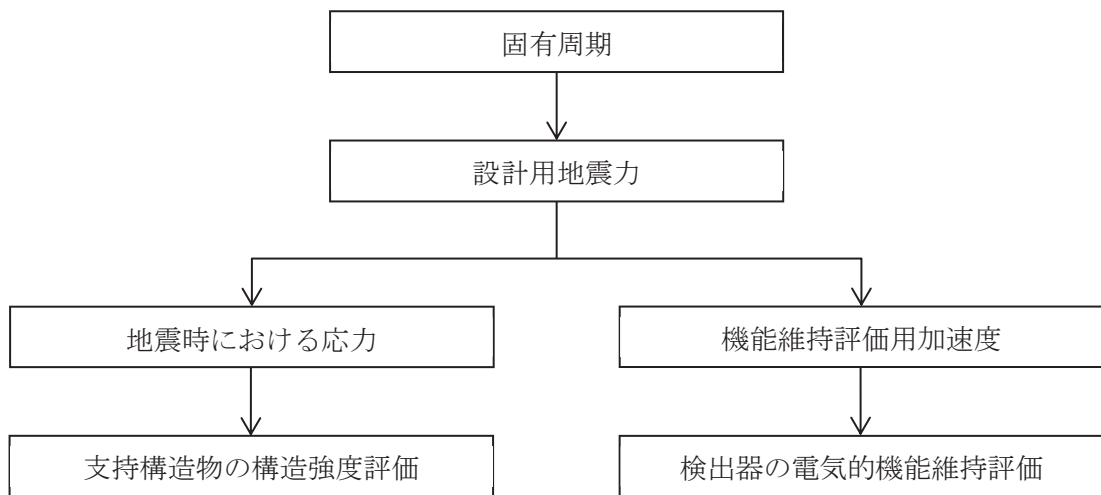 固有周期
設計用地震力
地震時における応力
機能維持評価用加速度
支持構造物の構造強度評価
検出器の電気的機能維持評価